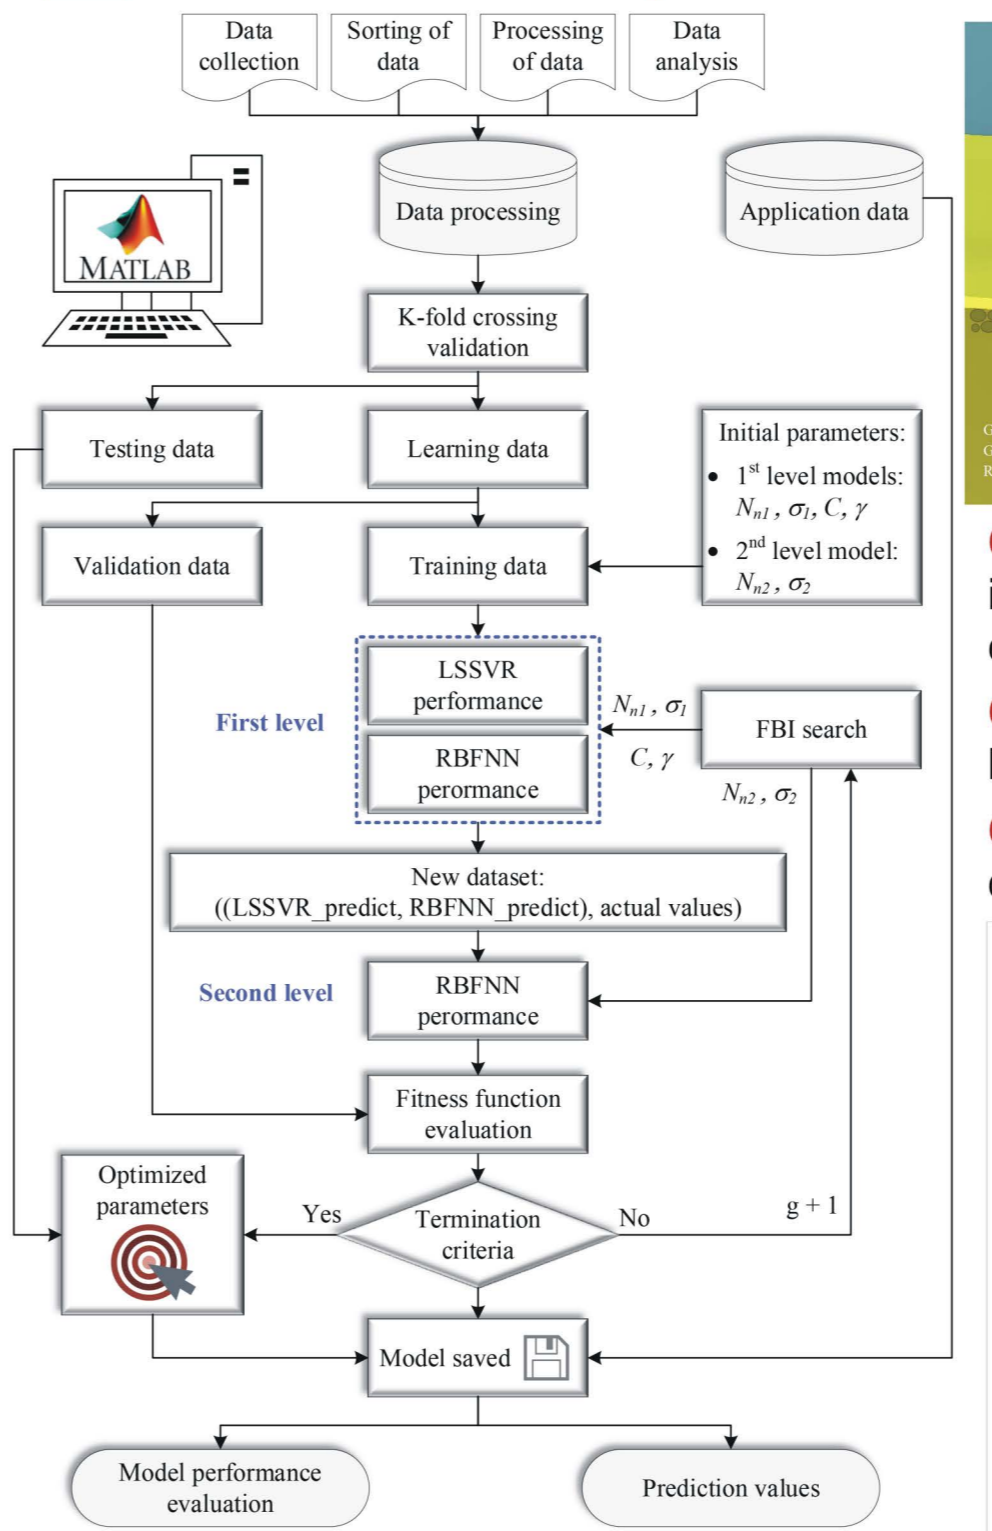 Data
collection
Sorting of
data
Processing
of data
Data
analysis
MATLAB
Data processing
Application data
K-fold crossing
validation
Testing data
Learning data
Initial parameters:
• 1st level models:
Nn1 , σ1, C, γ
• 2nd level model:
Nn2 , σ2
Validation data
Training data
First level
LSSVR
performance
RBFNN
perormance
Nn1 , σ1
C, γ
FBI search
Nn2 , σ2
New dataset:
((LSSVR_predict, RBFNN_predict), actual values)
Second level
RBFNN
perormance
Fitness function
evaluation
Optimized
parameters
Yes
Termination
criteria
No
g + 1
Model saved
Model performance
evaluation
Prediction values